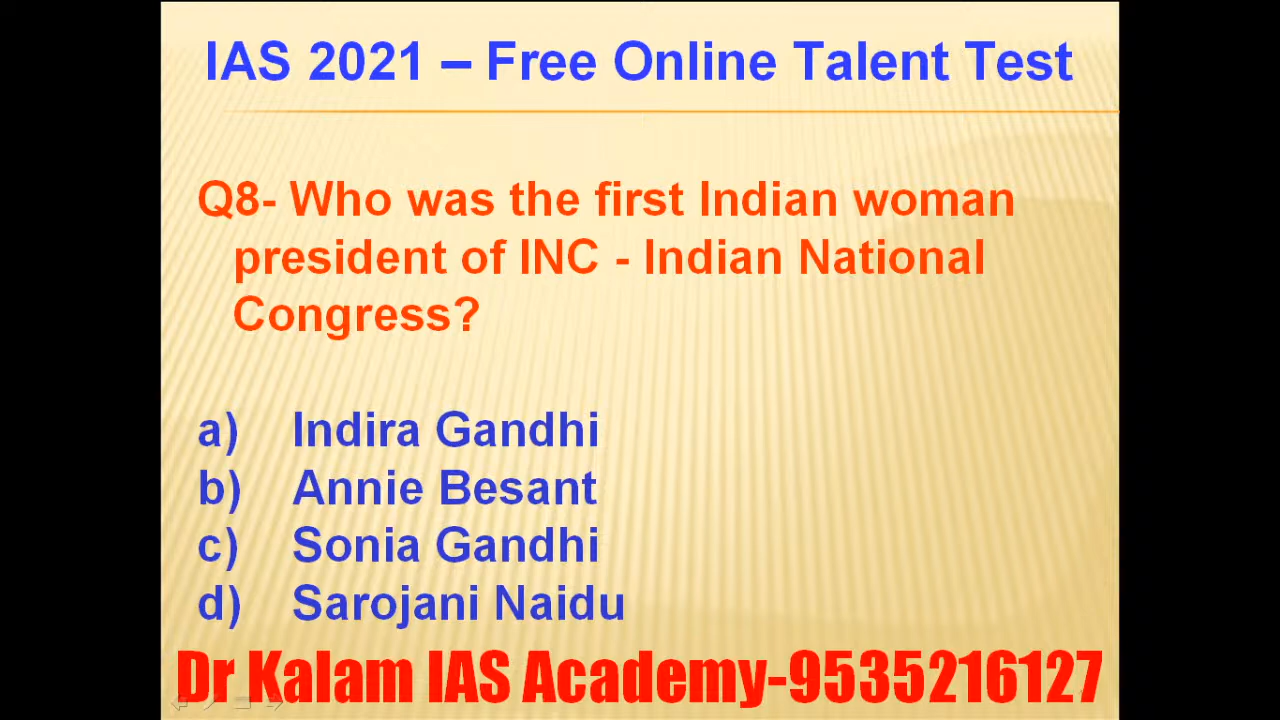 IAS 2021 – Free Online Talent Test
Q8- Who was the first Indian woman
president of INC - Indian National
Congress?
a) Indira Gandhi
b) Annie Besant
c) Sonia Gandhi
d) Sarojani Naidu
Dr Kalam IAS Academy-9535216127